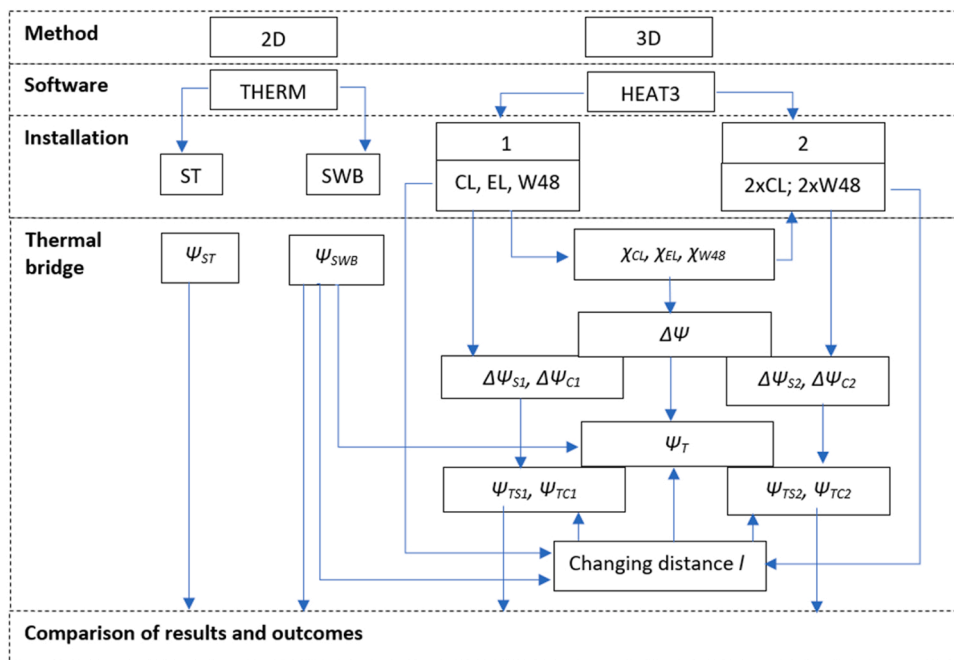 Method
2D
3D
Software
THERM
HEAT3
Installation
1
2
ST
SWB
CL, EL, W48
2xCL; 2xW48
Thermal
bridge
Ψ_ST
Ψ_SWB
χ_CL, χ_EL, χ_W48
ΔΨ
ΔΨ_S1, ΔΨ_C1
ΔΨ_S2, ΔΨ_C2
Ψ_T
Ψ_TS1, Ψ_TC1
Ψ_TS2, Ψ_TC2
Changing distance l
Comparison of results and outcomes